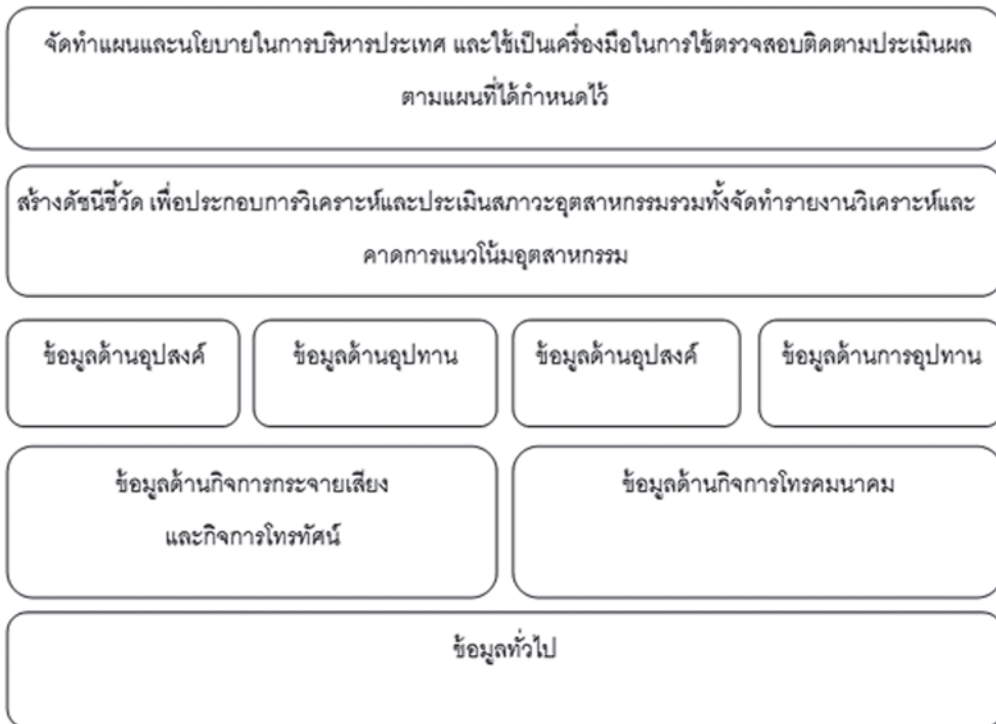 จัดทำแผนและนโยบายในการบริหารประเทศ และใช้เป็นเครื่องมือในการใช้ตรวจสอบติดตามประเมินผล
ตามแผนที่ได้กำหนดไว้
สร้างดัชนีชี้วัด เพื่อประกอบการวิเคราะห์และประเมินสภาวะอุตสาหกรรมรวมทั้งจัดทำรายงานวิเคราะห์และ
คาดการแนวโน้มอุตสาหกรรม
ข้อมูลด้านอุปสงค์
ข้อมูลด้านอุปทาน
ข้อมูลด้านอุปสงค์
ข้อมูลด้านการอุปทาน
ข้อมูลด้านกิจการกระจายเสียง
และกิจการโทรทัศน์
ข้อมูลด้านกิจการโทรคมนาคม
ข้อมูลทั่วไป